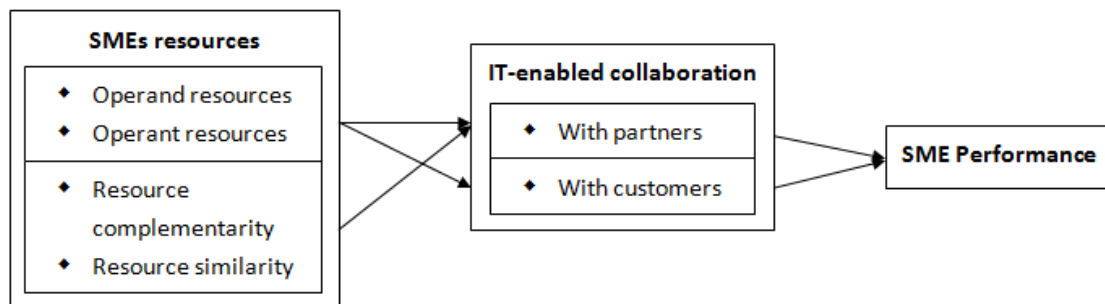 SMEs resources
◆ Operand resources
◆ Operant resources
◆ Resource
complementarity
◆ Resource similarity
IT-enabled collaboration
◆ With partners
◆ With customers
SME Performance